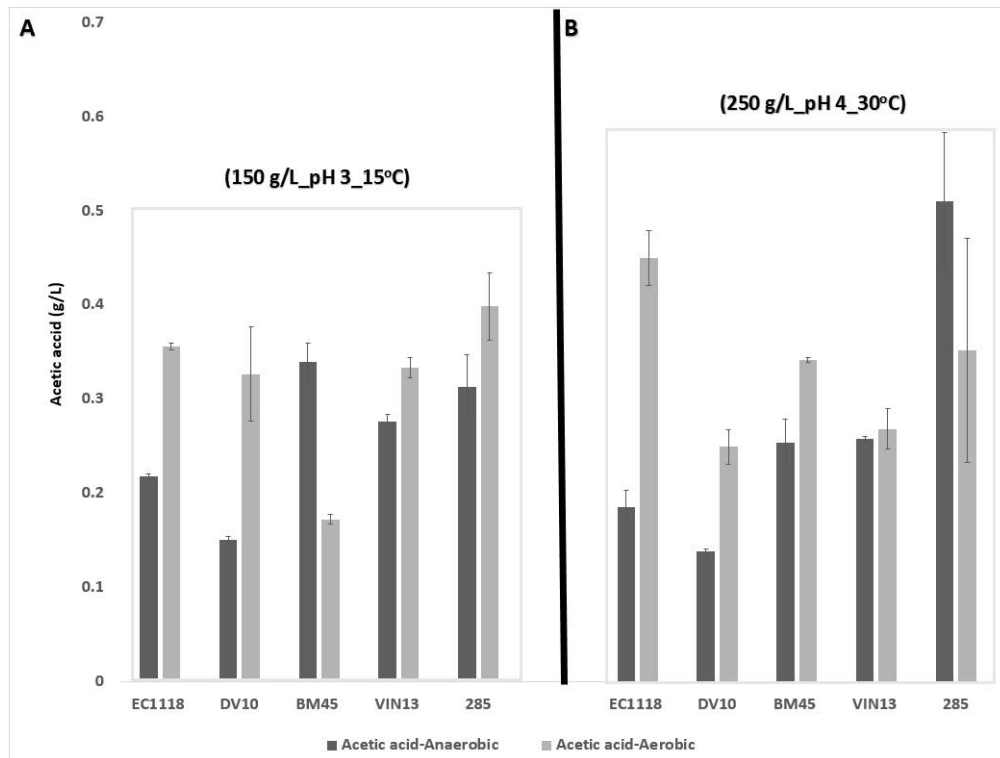 A
B
0.7
0.6
0.5
0.4
0.3
0.2
0.1
0
Acetic accid (g/L)
(150 g/L_pH 3_15°C)
(250 g/L_pH 4_30°C)
EC1118 DV10 BM45 VIN13 285
EC1118 DV10 BM45 VIN13 285
Acetic acid-Anaerobic Acetic acid-Aerobic